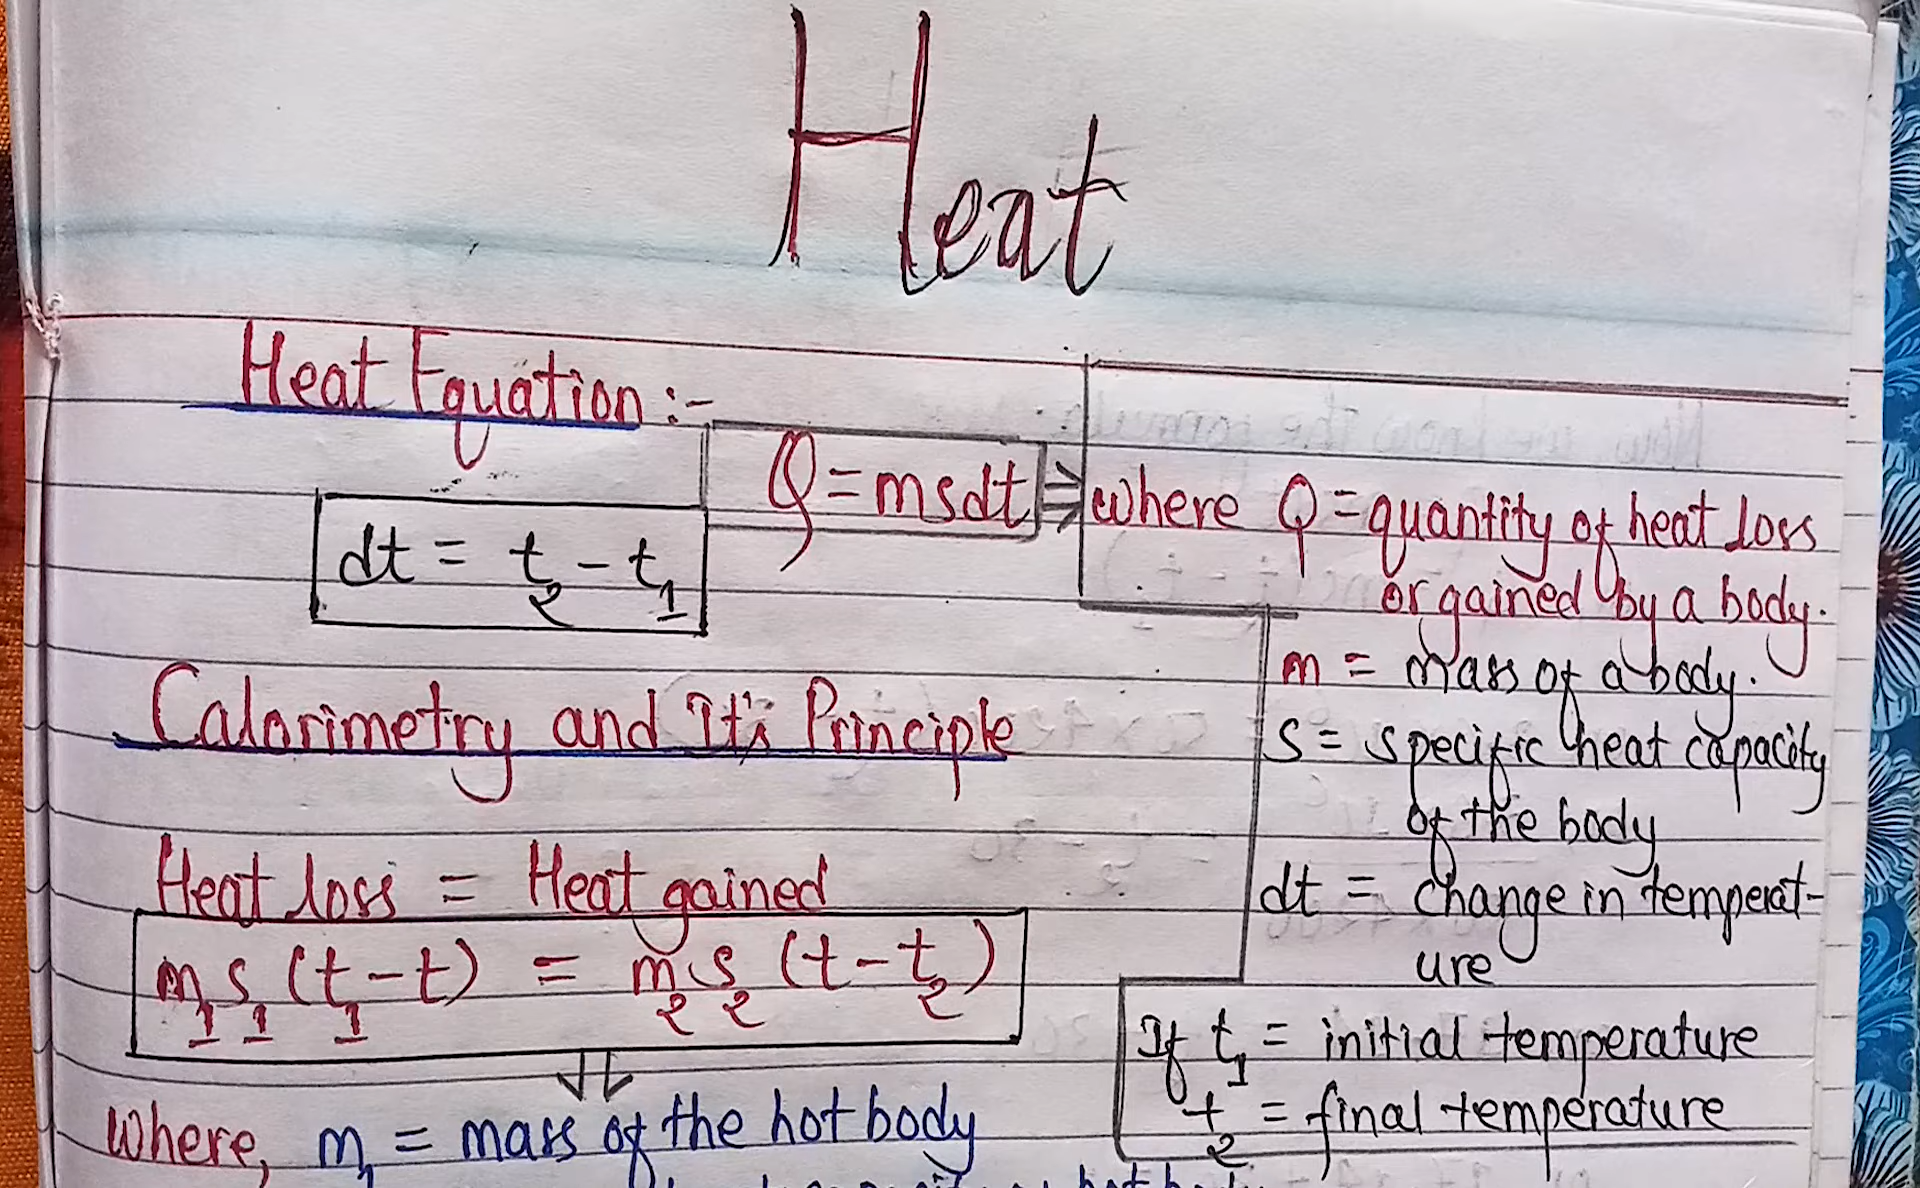 Heat
Heat Equation :-
Q = msdt ⇒ where Q = quantity of heat loss
or gained by a body.
dt = t₂ - t₁
m = mass of a body.
s = specific heat capacity
of the body
dt = change in temperat-
ure
If t₁ = initial temperature
t₂ = final temperature
Calorimetry and It's Principle
Heat loss = Heat gained
m₁s₁ (t₁-t) = m₂s₂ (t-t₂)
where, m₁ = mass of the hot body
hot body